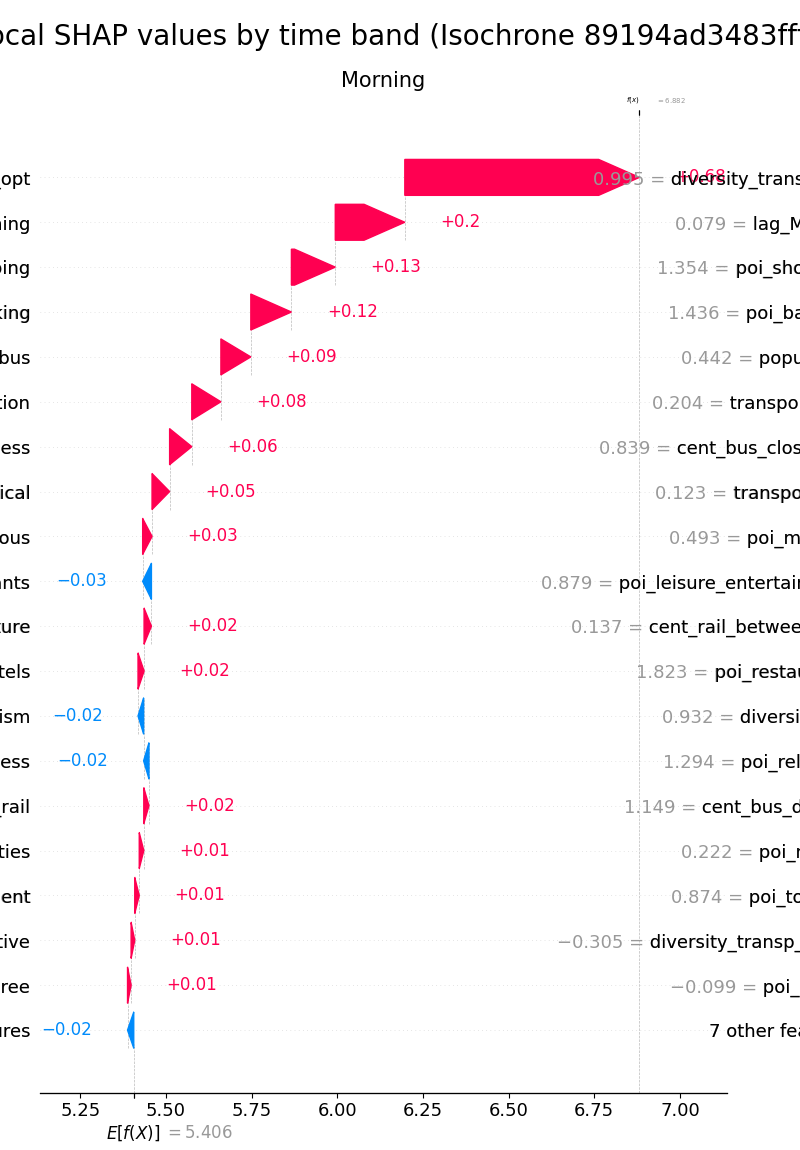 ocal SHAP values by time band (Isochrone 89194ad3483fff
Morning
f(x) = 6.882
_opt +0.68 0.995 = diversity_trans
ning +0.2 0.079 = lag_M
ping +0.13 1.354 = poi_sho
king +0.12 1.436 = poi_ba
bus +0.09 0.442 = popu
tion +0.08 0.204 = transpo
ess +0.06 0.839 = cent_bus_clos
ical +0.05 0.123 = transpo
ous +0.03 0.493 = poi_m
ants −0.03 0.879 = poi_leisure_entertain
ture +0.02 0.137 = cent_rail_betwee
tels +0.02 1.823 = poi_restau
ism −0.02 0.932 = diversi
ess −0.02 1.294 = poi_rel
_rail +0.02 1.149 = cent_bus_d
ties +0.01 0.222 = poi_r
ent +0.01 0.874 = poi_to
tive +0.01 −0.305 = diversity_transp_
ree +0.01 −0.099 = poi_
ures −0.02 7 other fea
5.25 5.50 5.75 6.00 6.25 6.50 6.75 7.00
E[f(X)] = 5.406